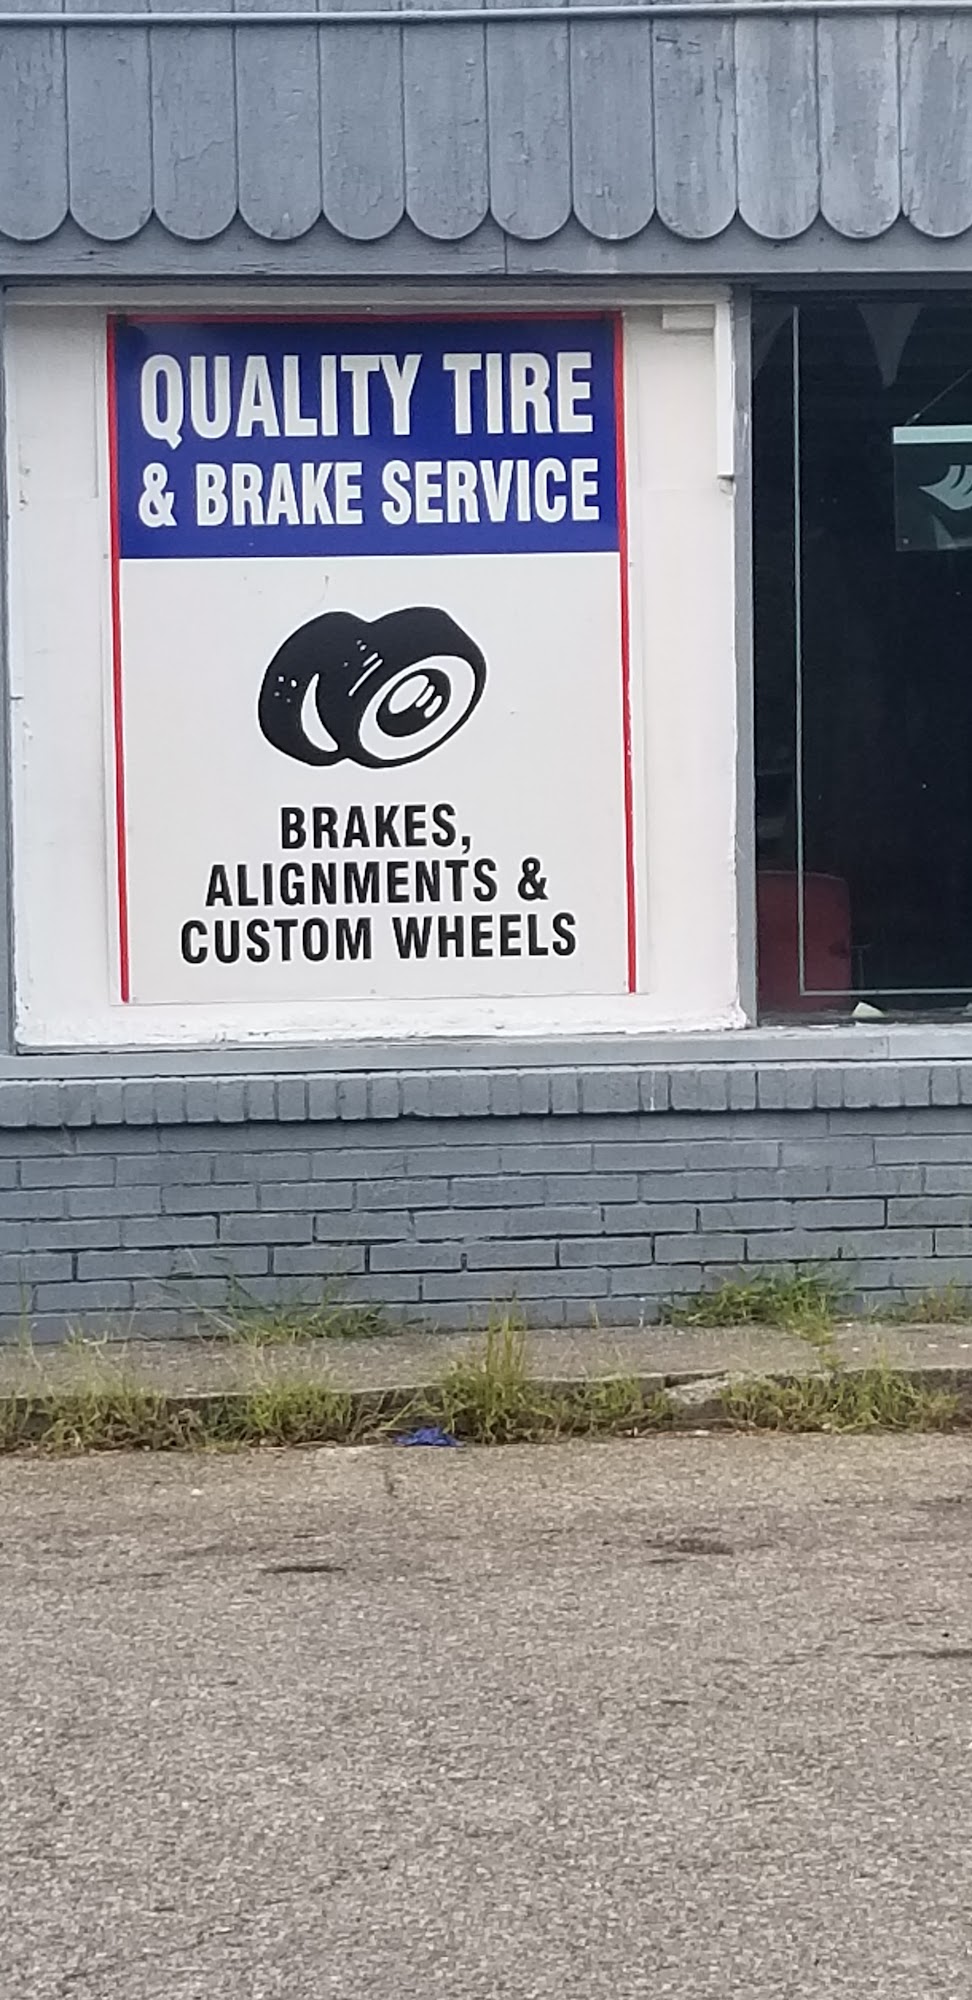 QUALITY TIRE
& BRAKE SERVICE
BRAKES,
ALIGNMENTS &
CUSTOM WHEELS